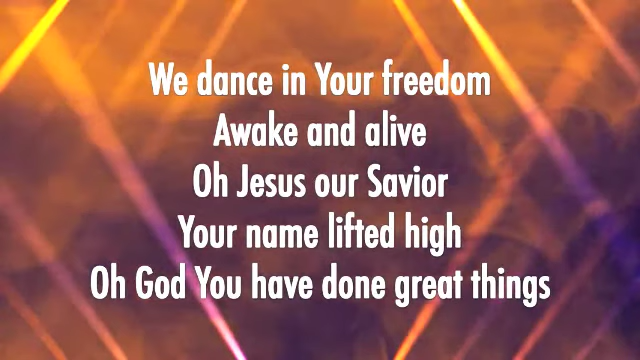 We dance in Your freedom
Awake and alive
Oh Jesus our Savior
Your name lifted high
Oh God You have done great things